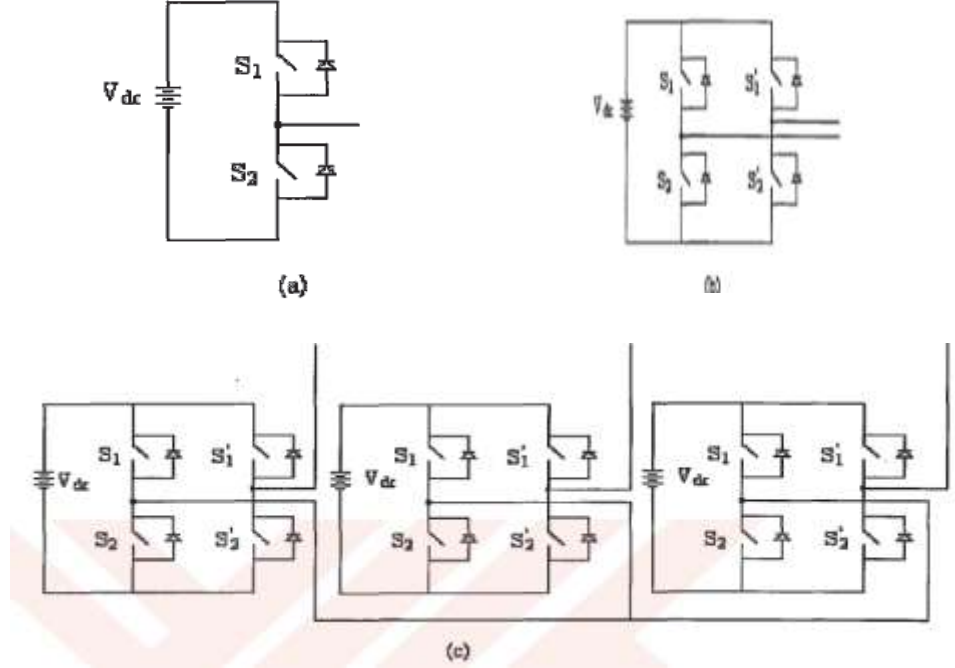 S1
Vdc
S2
(a)
S1 S1'
Vdc
S2 S2'
(b)
S1 S1' S1 S1' S1 S1'
Vdc Vdc Vdc
S2 S2' S2 S2' S2 S2'
(c)